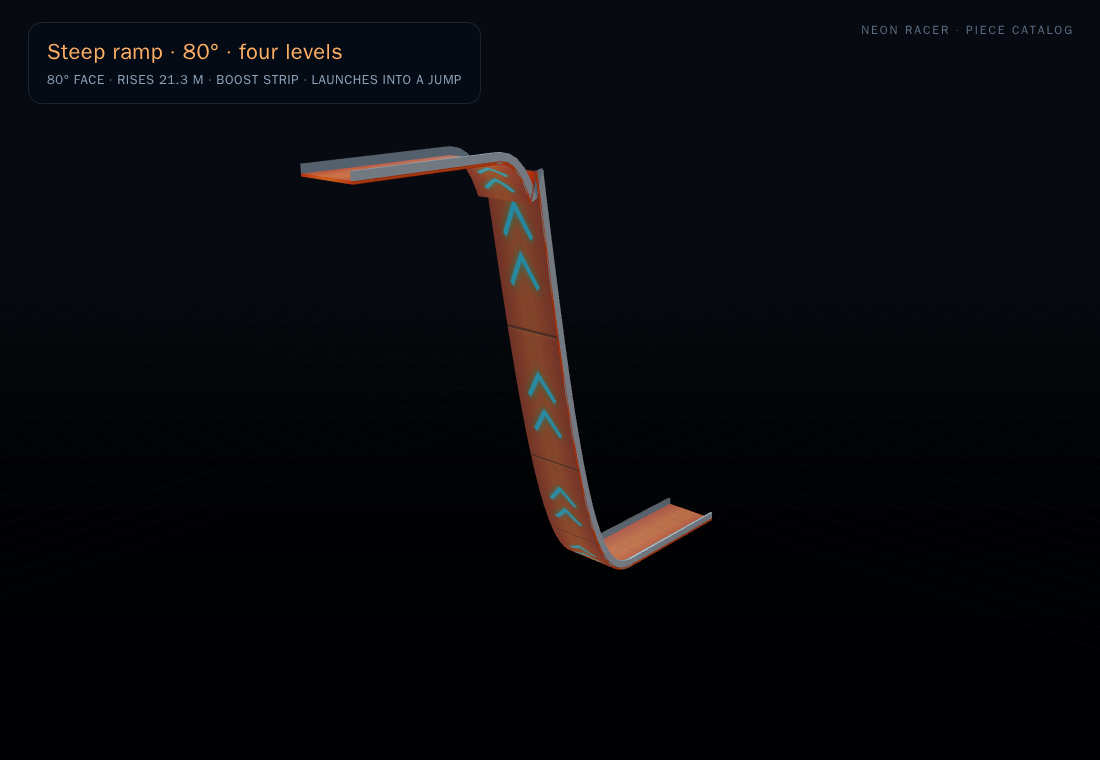 Steep ramp · 80° · four levels
80° FACE · RISES 21.3 M · BOOST STRIP · LAUNCHES INTO A JUMP
NEON RACER · PIECE CATALOG